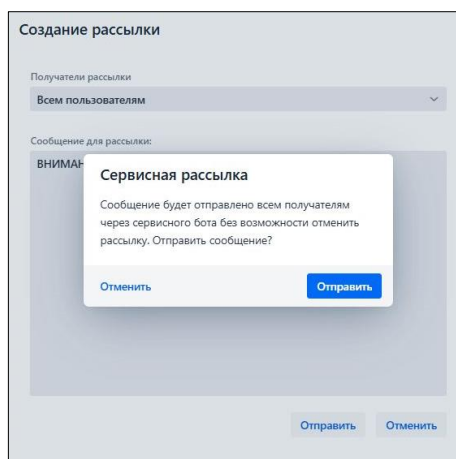 Создание рассылки
Получатели рассылки
Всем пользователям
Сообщение для рассылки:
ВНИМАН
Сервисная рассылка
Сообщение будет отправлено всем получателям
через сервисного бота без возможности отменить
рассылку. Отправить сообщение?
Отменить Отправить
Отправить Отменить